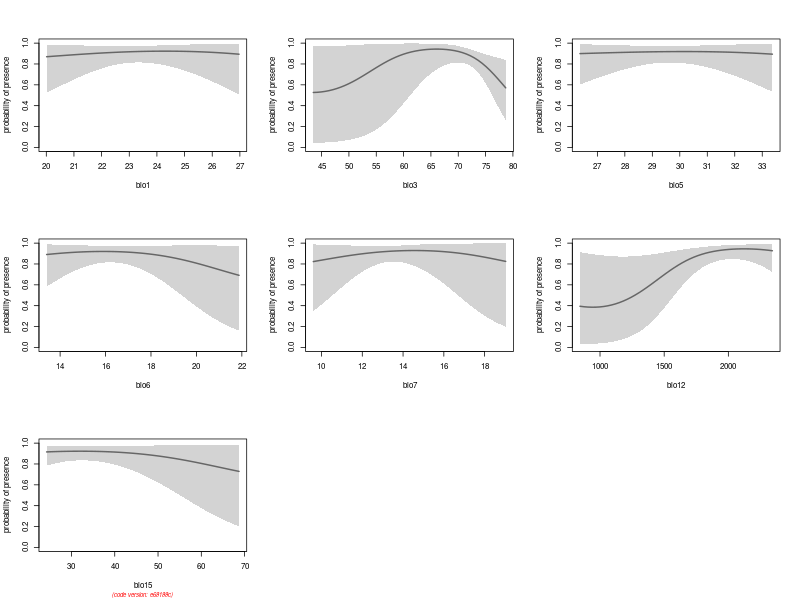 probability of presence
0.0 0.2 0.4 0.6 0.8 1.0
20 21 22 23 24 25 26 27
bio1
probability of presence
0.0 0.2 0.4 0.6 0.8 1.0
45 50 55 60 65 70 75 80
bio3
probability of presence
0.0 0.2 0.4 0.6 0.8 1.0
27 28 29 30 31 32 33
bio5
probability of presence
0.0 0.2 0.4 0.6 0.8 1.0
14 16 18 20 22
bio6
probability of presence
0.0 0.2 0.4 0.6 0.8 1.0
10 12 14 16 18
bio7
probability of presence
0.0 0.2 0.4 0.6 0.8 1.0
1000 1500 2000
bio12
probability of presence
0.0 0.2 0.4 0.6 0.8 1.0
30 40 50 60 70
bio15
(code version: